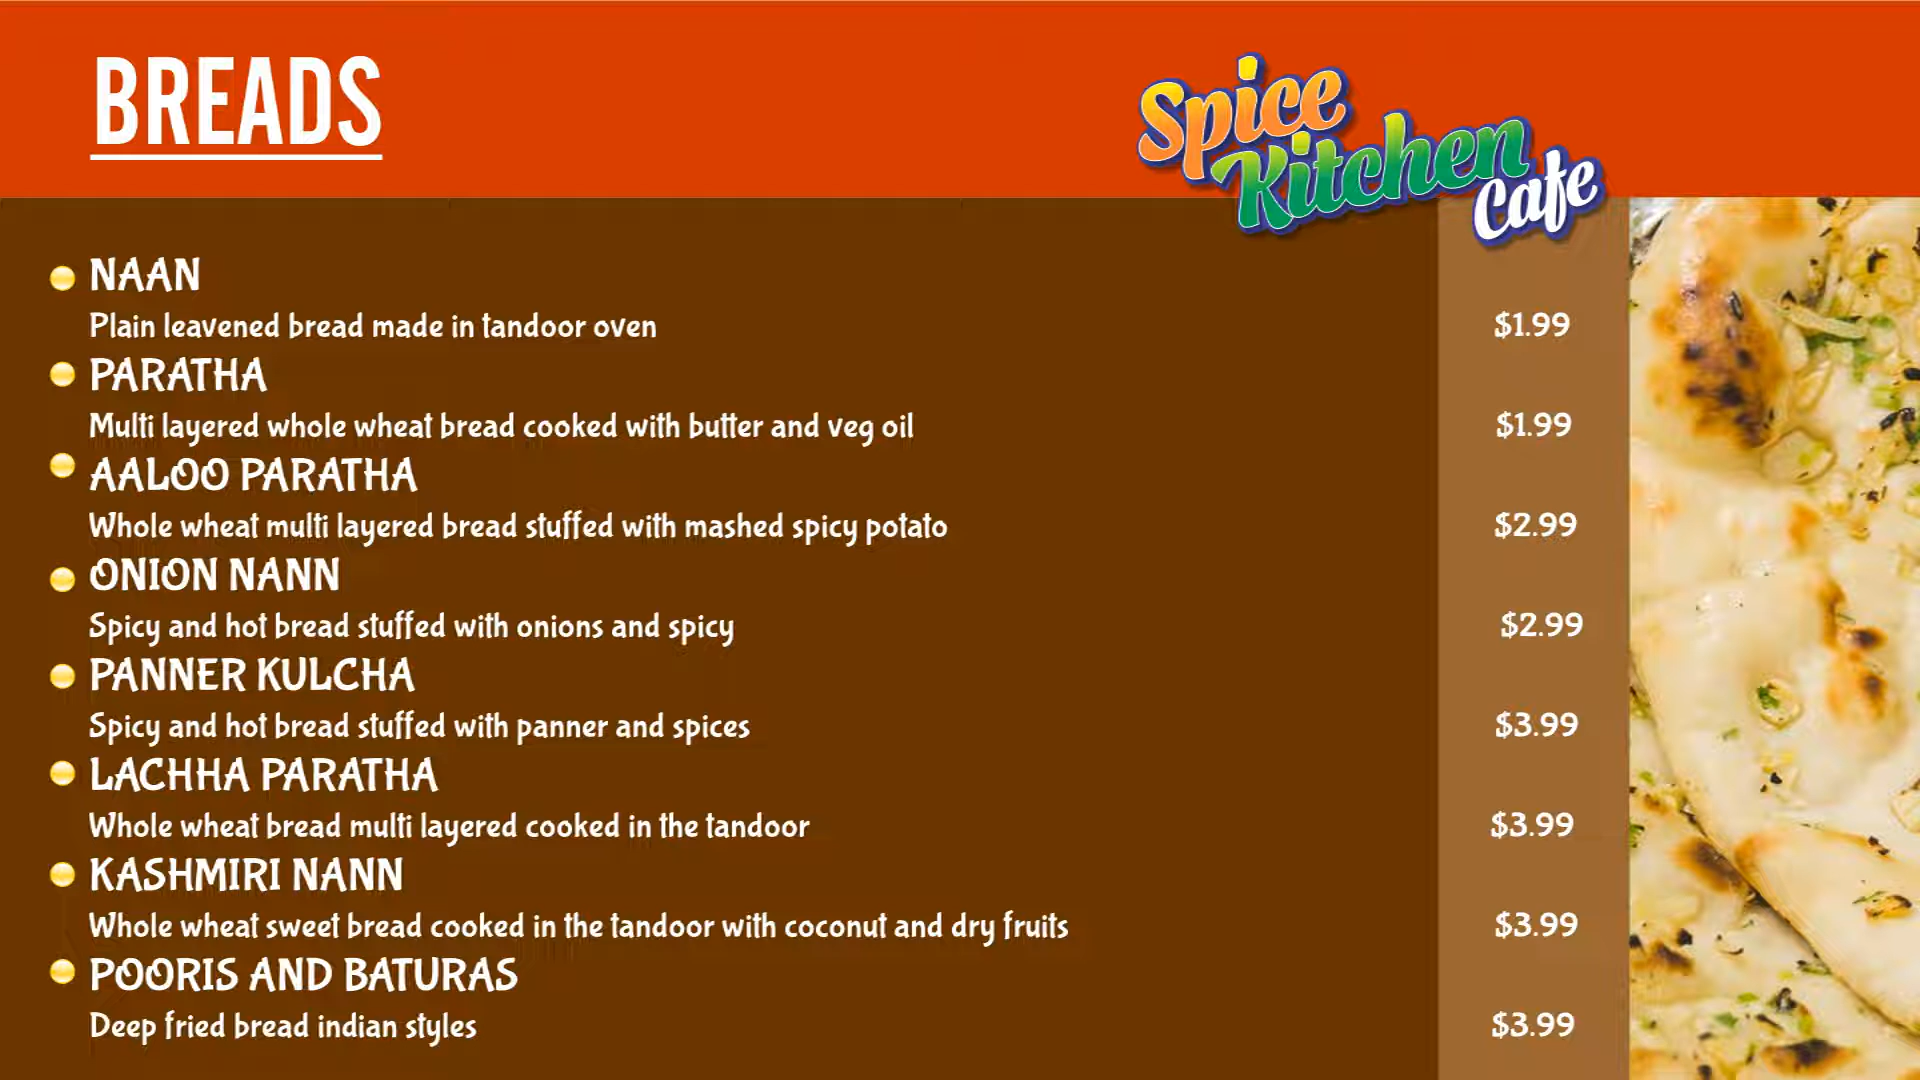 BREADS
Spice
Kitchen
Cafe
NAAN
Plain leavened bread made in tandoor oven $1.99
PARATHA
Multi layered whole wheat bread cooked with butter and veg oil $1.99
AALOO PARATHA
Whole wheat multi layered bread stuffed with mashed spicy potato $2.99
ONION NANN
Spicy and hot bread stuffed with onions and spicy $2.99
PANNER KULCHA
Spicy and hot bread stuffed with panner and spices $3.99
LACHHA PARATHA
Whole wheat bread multi layered cooked in the tandoor $3.99
KASHMIRI NANN
Whole wheat sweet bread cooked in the tandoor with coconut and dry fruits $3.99
POORIS AND BATURAS
Deep fried bread indian styles $3.99